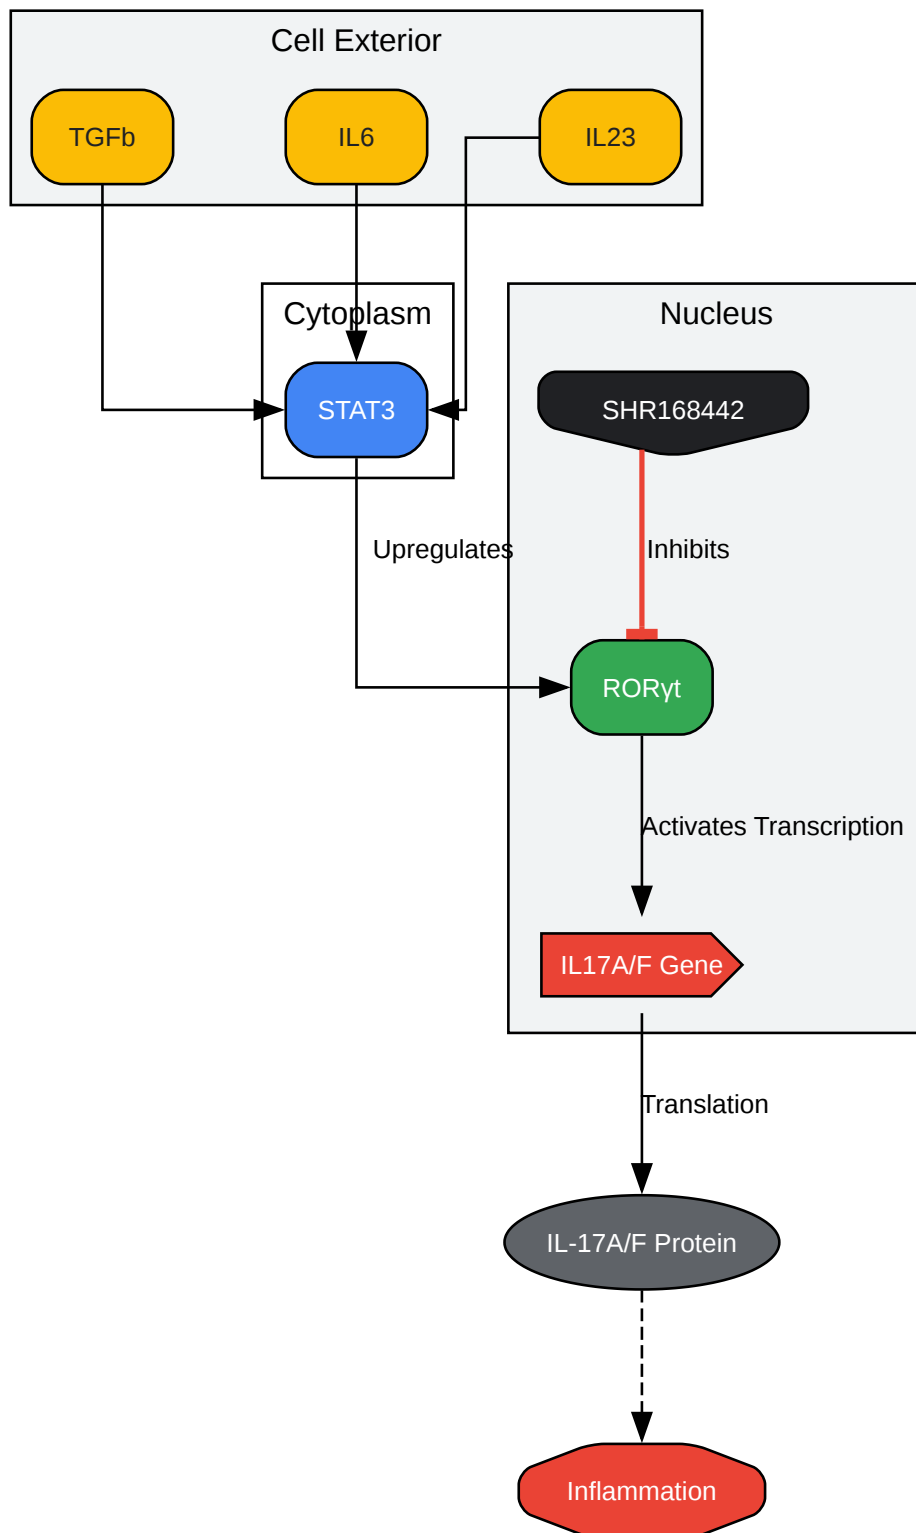 Cell Exterior
TGFb
IL6
IL23
Cytoplasm
Nucleus
STAT3
SHR168442
Upregulates
Inhibits
RORγt
Activates Transcription
IL17A/F Gene
Translation
IL-17A/F Protein
Inflammation